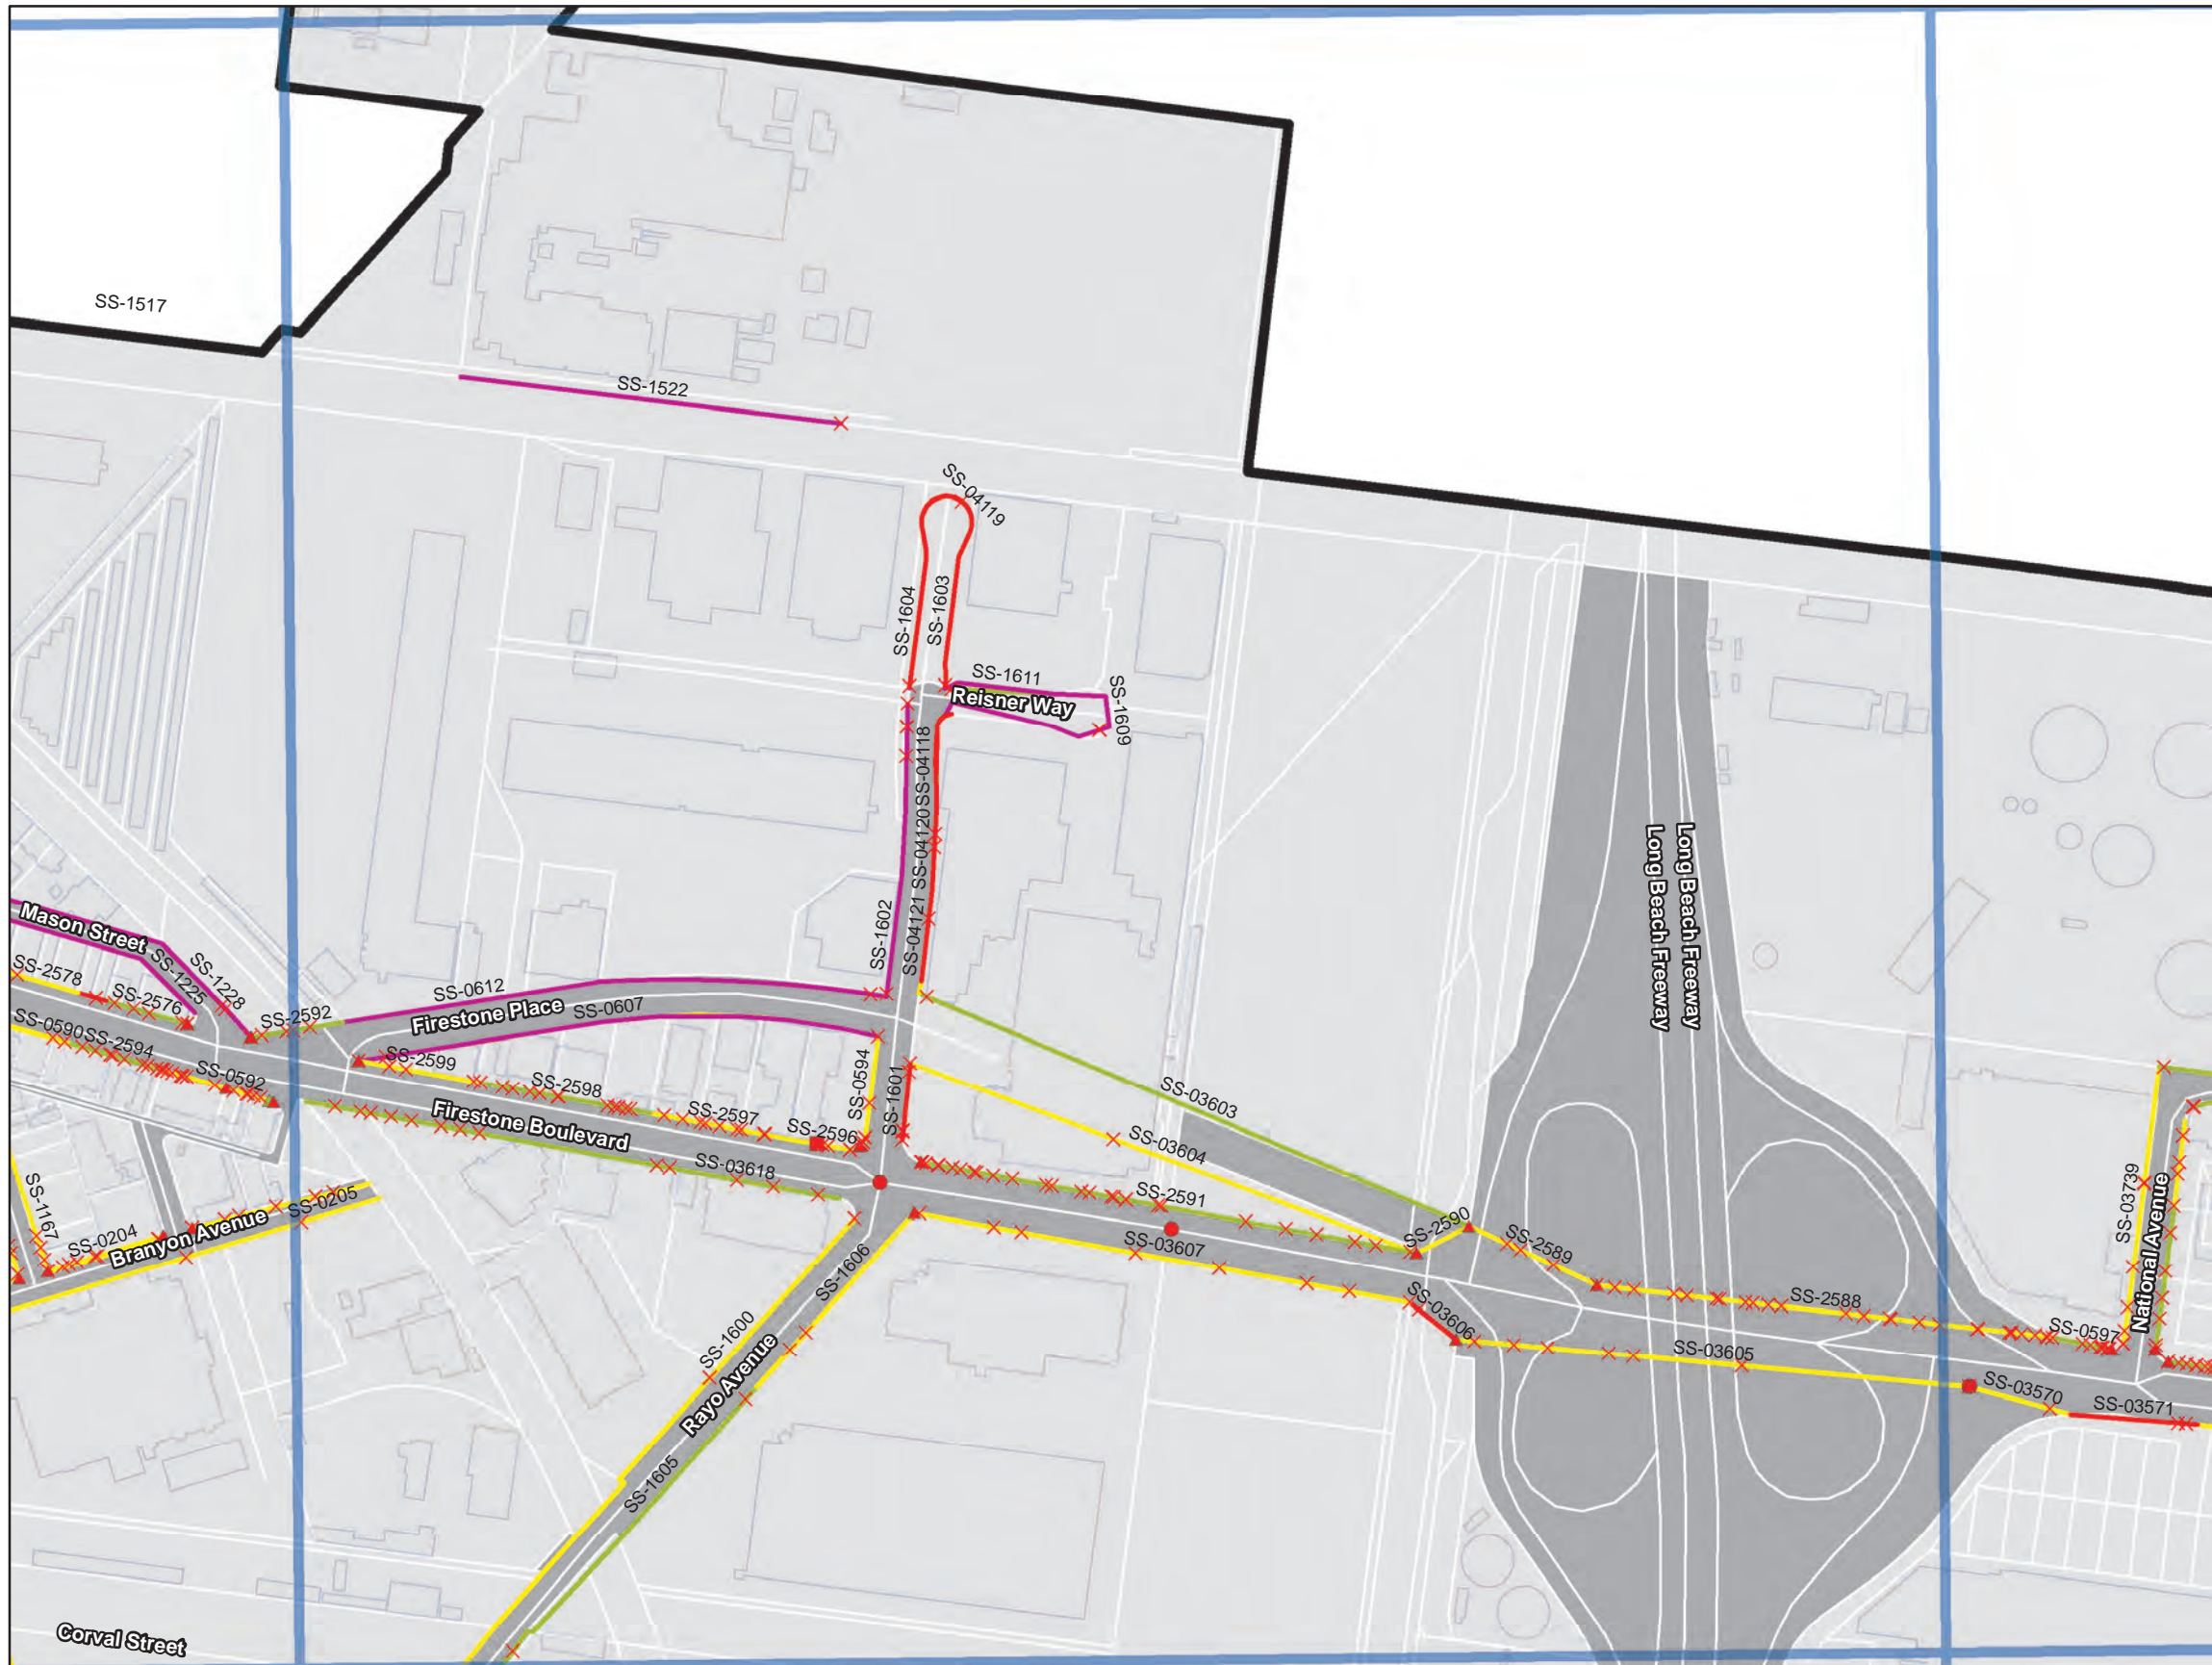 SS-1517
SS-1522
SS-04119
SS-1604
SS-1603
SS-1611
SS-1609
Reisner Way
SS-04118
SS-04120
SS-04121
SS-1602
Long Beach Freeway
Long Beach Freeway
Mason Street
SS-1225
SS-1228
SS-2578
SS-2576
SS-2592
SS-0612
Firestone Place
SS-0607
SS-0590
SS-2594
SS-0592
SS-2599
SS-2598
SS-2597
SS-2596
SS-0594
SS-1601
SS-03603
SS-03604
Firestone Boulevard
SS-03618
SS-2591
SS-2590
SS-2589
SS-2588
SS-0597
SS-03739
National Avenue
SS-1167
SS-0204
Branyon Avenue
SS-0205
SS-03607
SS-03606
SS-03605
SS-03570
SS-03571
SS-1606
SS-1600
Rayo Avenue
SS-1605
Corval Street